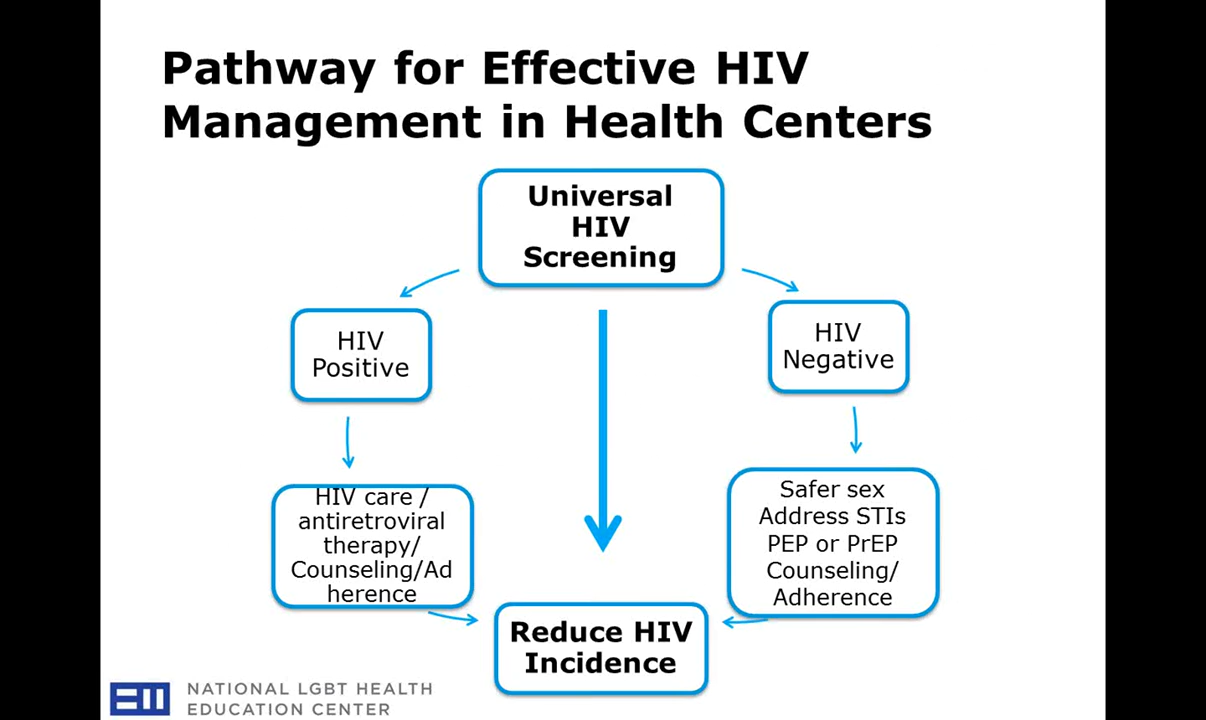 Pathway for Effective HIV
Management in Health Centers
Universal
HIV
Screening
HIV
Positive
HIV
Negative
HIV care /
antiretroviral
therapy/
Counseling/Ad
herence
Safer sex
Address STIs
PEP or PrEP
Counseling/
Adherence
Reduce HIV
Incidence
NATIONAL LGBT HEALTH
EDUCATION CENTER